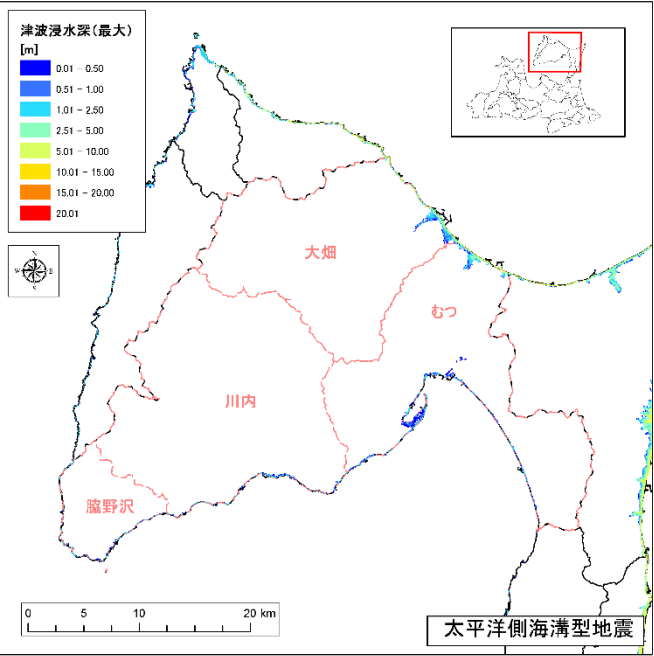 津波浸水深(最大)
[m]
0.01 - 0.50
0.51 - 1.00
1.01 - 2.50
2.51 - 5.00
5.01 - 10.00
10.01 - 15.00
15.01 - 20.00
20.01
N
W
S
大畑
むつ
川内
脇野沢
0 5 10 20 km
太平洋側海溝型地震